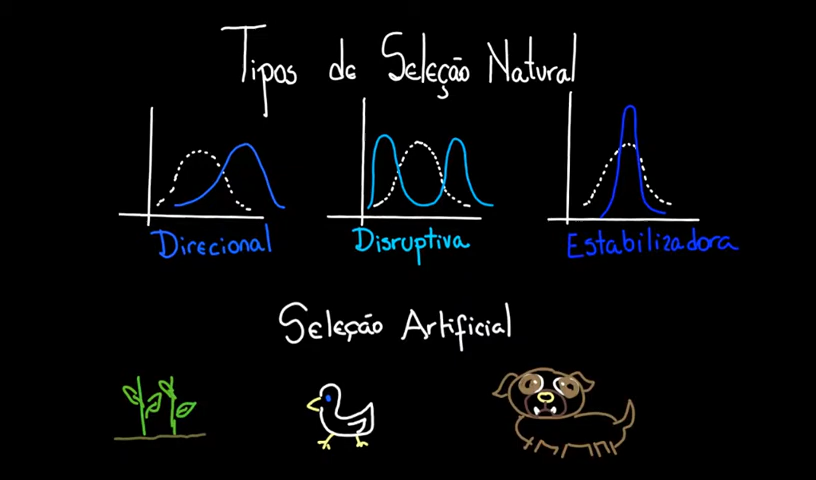 Tipos de Seleção Natural
Direcional Disruptiva Estabilizadora
Seleção Artificial